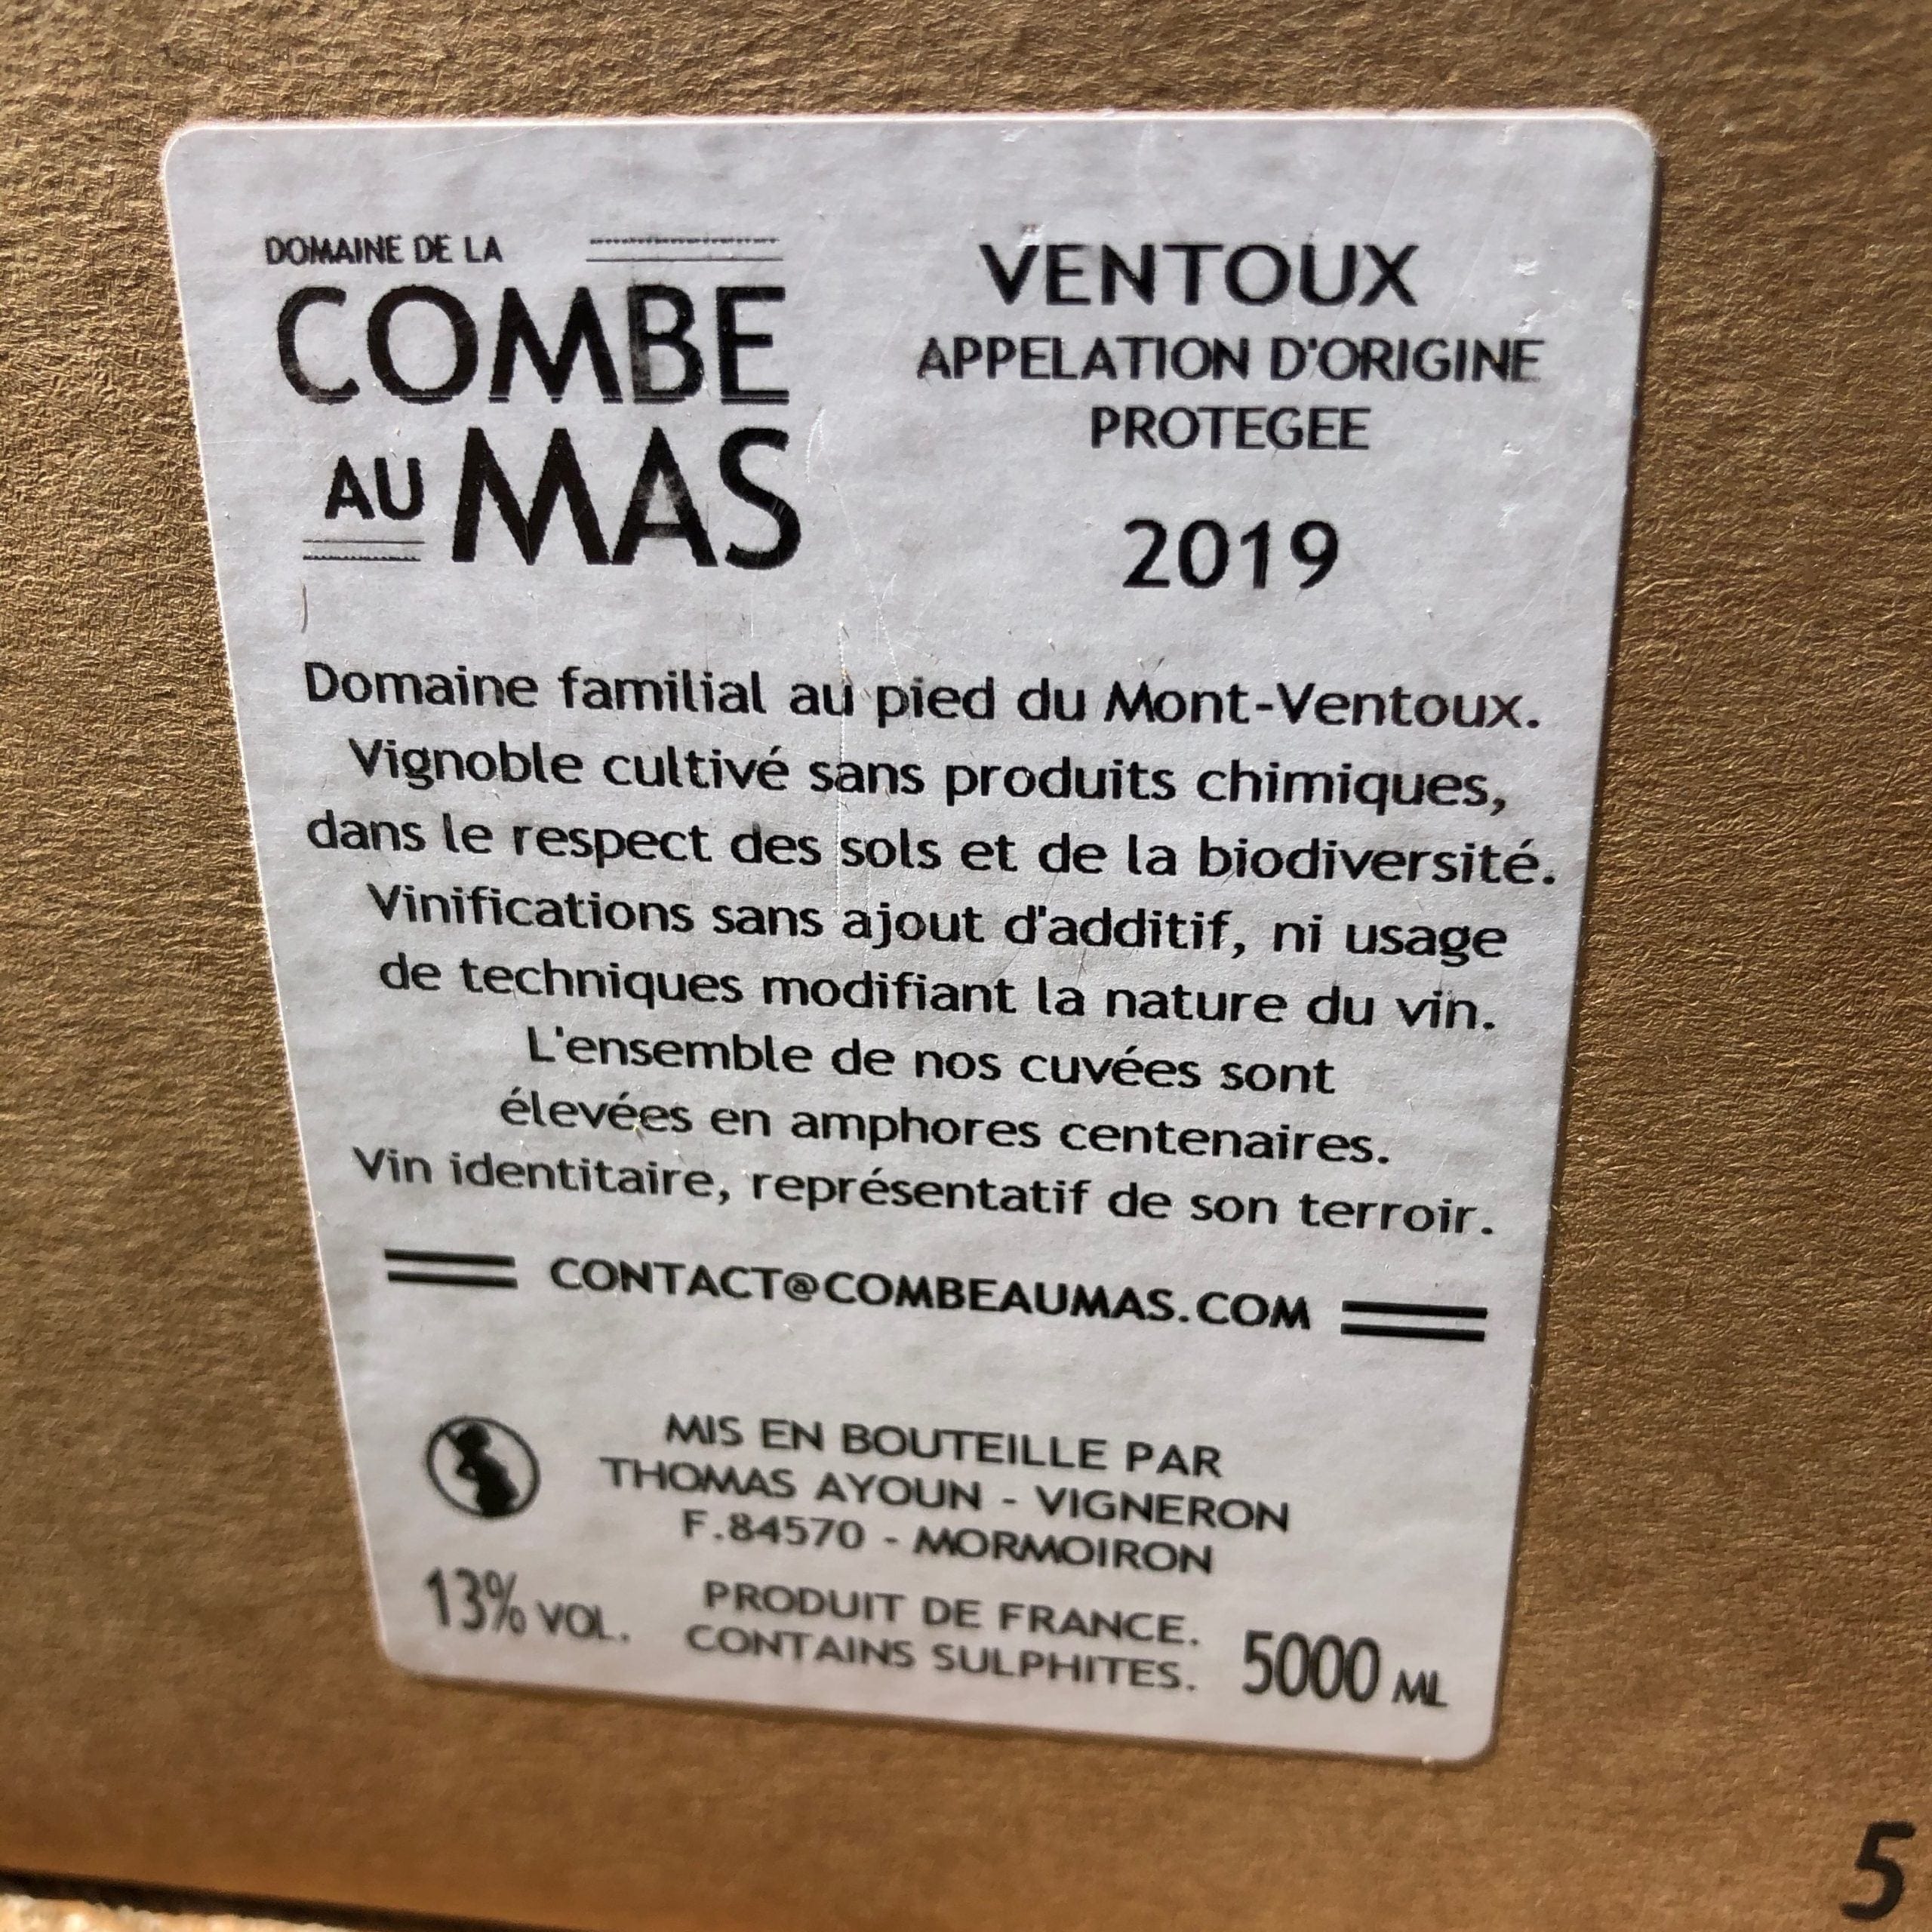 DOMAINE DE LA
COMBE
AU MAS
VENTOUX
APPELATION D'ORIGINE
PROTEGEE
2019
Domaine familial au pied du Mont-Ventoux.
Vignoble cultivé sans produits chimiques,
dans le respect des sols et de la biodiversité.
Vinifications sans ajout d'additif, ni usage
de techniques modifiant la nature du vin.
L'ensemble de nos cuvées sont
élevées en amphores centenaires.
Vin identitaire, représentatif de son terroir.
CONTACT@COMBEAUMAS.COM
MIS EN BOUTEILLE PAR
THOMAS AYOUN - VIGNERON
F.84570 - MORMOIRON
13% VOL.
PRODUIT DE FRANCE.
CONTAINS SULPHITES.
5000 ML
5